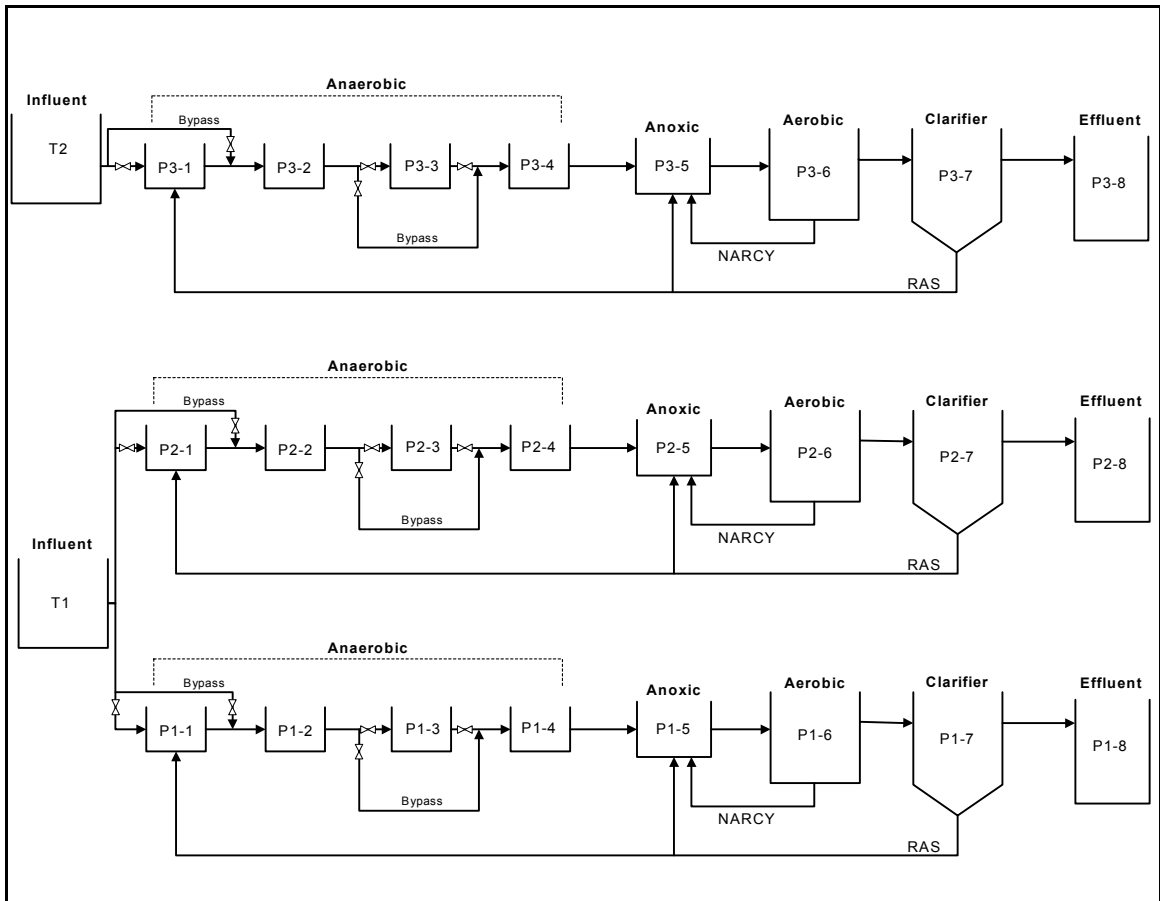 Anaerobic
Influent
Bypass
T2
P3-1
P3-2
P3-3
P3-4
Bypass
Anoxic
P3-5
Aerobic
P3-6
NARCY
Clarifier
P3-7
RAS
Effluent
P3-8
Anaerobic
Bypass
P2-1
P2-2
P2-3
P2-4
Bypass
Anoxic
P2-5
Aerobic
P2-6
NARCY
Clarifier
P2-7
RAS
Effluent
P2-8
Influent
T1
Anaerobic
Bypass
P1-1
P1-2
P1-3
P1-4
Bypass
Anoxic
P1-5
Aerobic
P1-6
NARCY
Clarifier
P1-7
RAS
Effluent
P1-8